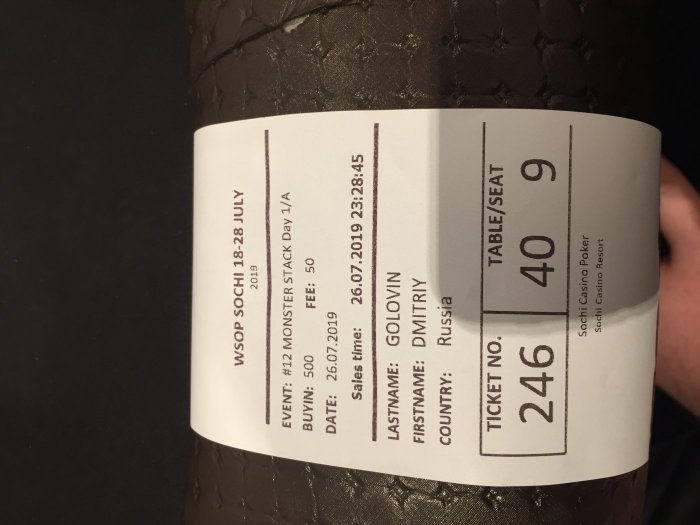 WSOP SOCHI 18-28 JULY
2019
EVENT: #12 MONSTER STACK Day 1/A
BUYIN: 500 FEE: 50
DATE: 26.07.2019
Sales time: 26.07.2019 23:28:45
LASTNAME: GOLOVIN
FIRSTNAME: DMITRIY
COUNTRY: Russia
TICKET NO. TABLE/SEAT
246 40 9
Sochi Casino Poker
Sochi Casino Resort